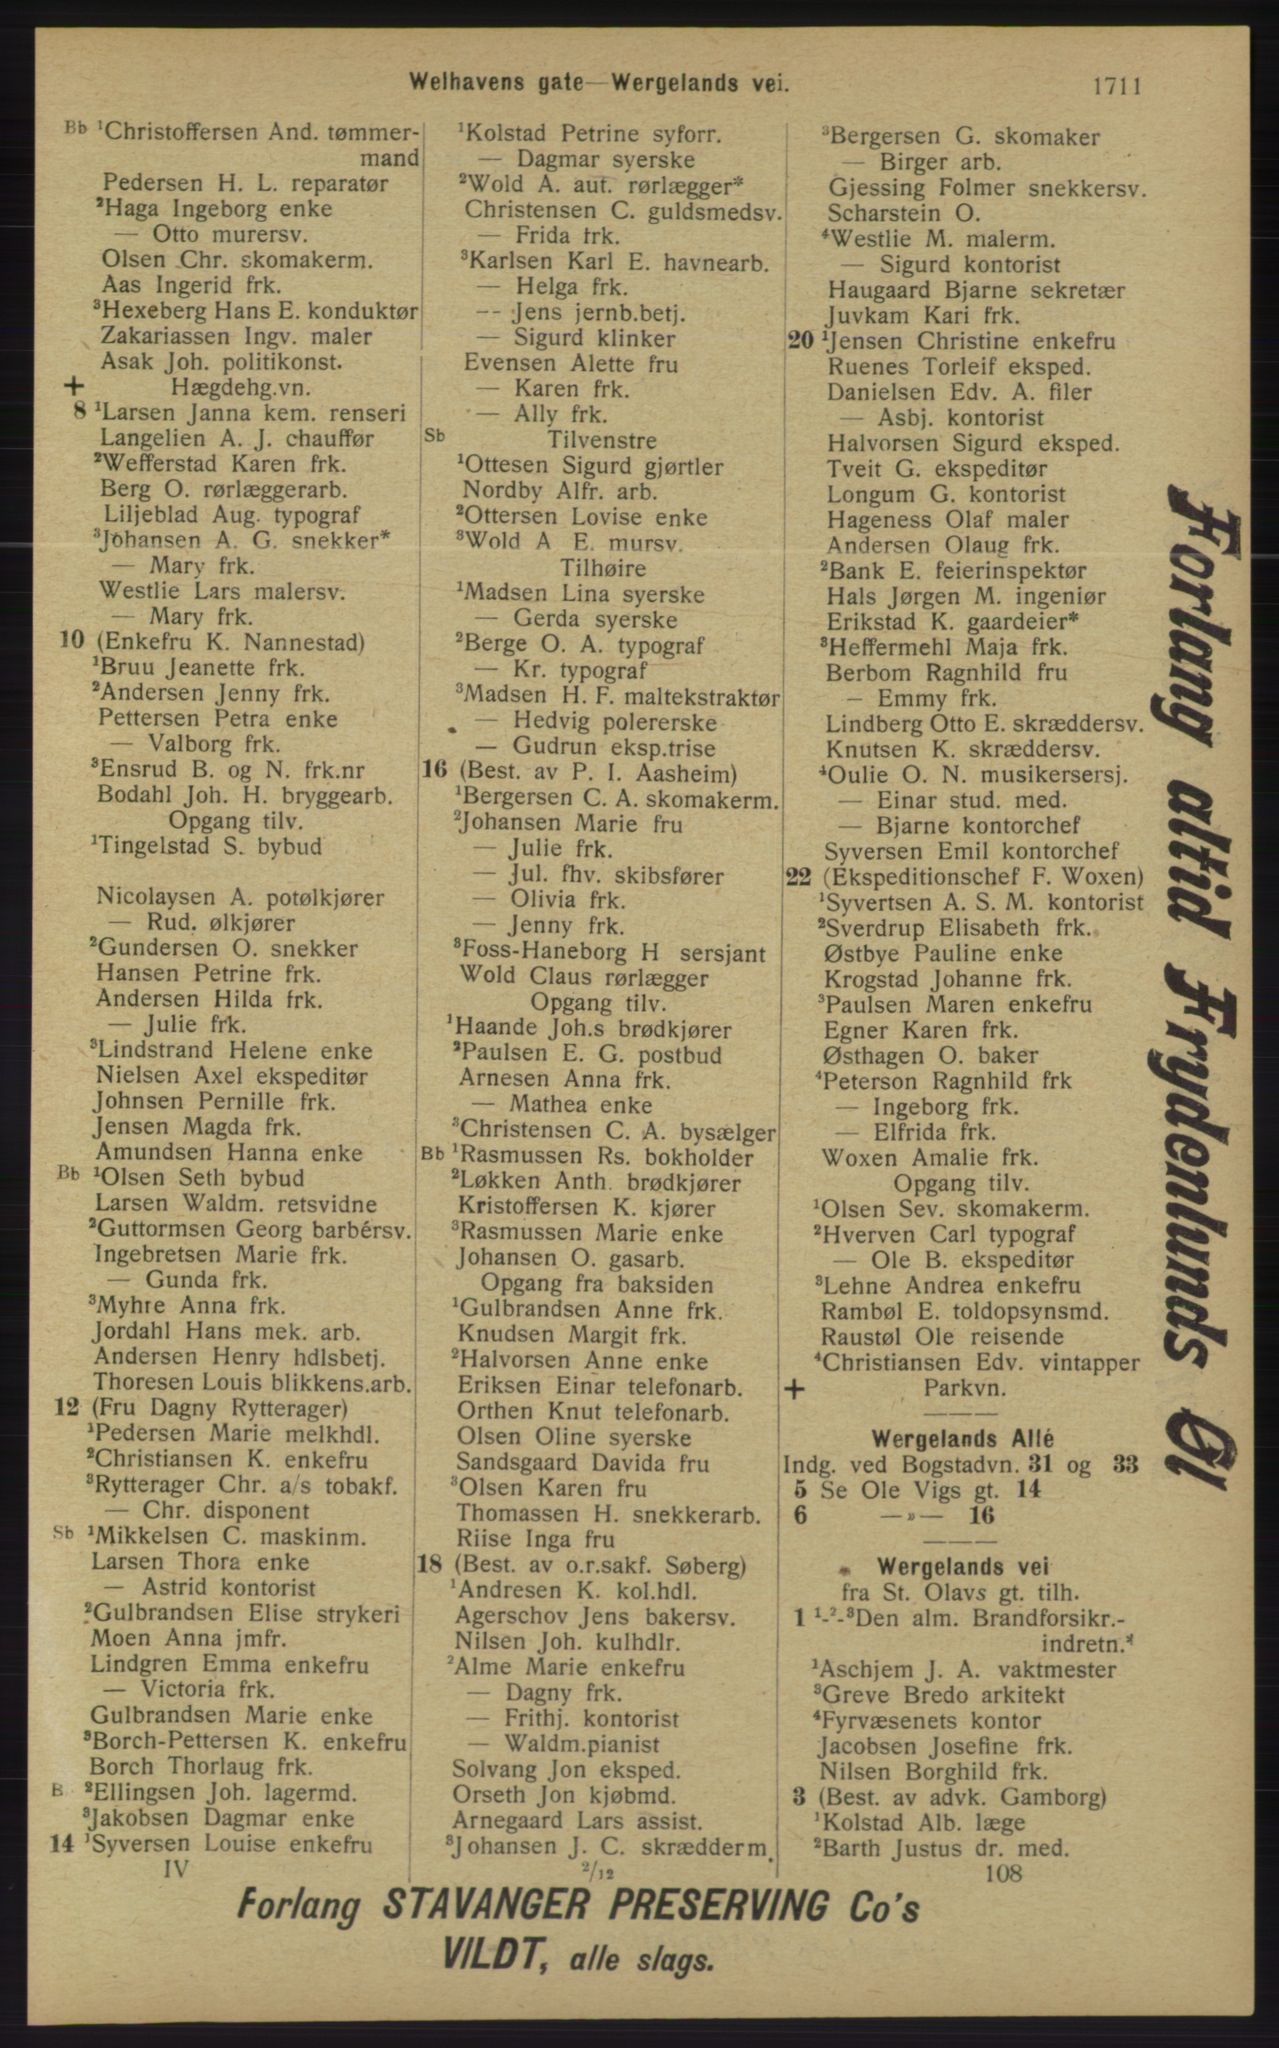 Welhavens gate—Wergelands vei.
1711
Bb ¹Christoffersen And. tømmer-
mand
Pedersen H. L. reparatør
²Haga Ingeborg enke
— Otto murersv.
Olsen Chr. skomakerm.
Aas Ingerid frk.
³Hexeberg Hans E. konduktør
Zakariassen Ingv. maler
Asak Joh. politikonst.
+ Hægdehg.vn.
8 ¹Larsen Janna kem. renseri
Langelien A. J. chauffør
²Wefferstad Karen frk.
Berg O. rørlæggerarb.
Liljeblad Aug. typograf
³Johansen A. G. snekker*
— Mary frk.
Westlie Lars malersv.
— Mary frk.
10 (Enkefru K. Nannestad)
¹Bruu Jeanette frk.
²Andersen Jenny frk.
Pettersen Petra enke
— Valborg frk.
³Ensrud B. og N. frk.nr
Bodahl Joh. H. bryggearb.
Opgang tilv.
¹Tingelstad S. bybud
Nicolaysen A. potølkjører
— Rud. ølkjører
²Gundersen O. snekker
Hansen Petrine frk.
Andersen Hilda frk.
— Julie frk.
³Lindstrand Helene enke
Nielsen Axel ekspeditør
Johnsen Pernille frk.
Jensen Magda frk.
Amundsen Hanna enke
Bb ¹Olsen Seth bybud
Larsen Waldm. retsvidne
²Guttormsen Georg barbérsv.
Ingebretsen Marie frk.
— Gunda frk.
³Myhre Anna frk.
Jordahl Hans mek. arb.
Andersen Henry hdlsbetj.
Thoresen Louis blikkens.arb.
12 (Fru Dagny Rytterager)
¹Pedersen Marie melkhdl.
²Christiansen K. enkefru
³Rytterager Chr. a/s tobakf.
— Chr. disponent
Sb ¹Mikkelsen C. maskinm.
Larsen Thora enke
— Astrid kontorist
²Gulbrandsen Elise strykeri
Moen Anna jmfr.
Lindgren Emma enkefru
— Victoria frk.
Gulbrandsen Marie enke
³Borch-Pettersen K. enkefru
Borch Thorlaug frk.
B ²Ellingsen Joh. lagermd.
³Jakobsen Dagmar enke
14 ¹Syversen Louise enkefru
IV
¹Kolstad Petrine syforr.
— Dagmar syerske
²Wold A. aut. rørlægger*
Christensen C. guldsmedsv.
— Frida frk.
³Karlsen Karl E. havnearb.
— Helga frk.
-- Jens jernb.betj.
— Sigurd klinker
Evensen Alette fru
— Karen frk.
— Ally frk.
Sb Tilvenstre
¹Ottesen Sigurd gjørtler
Nordby Alfr. arb.
²Ottersen Lovise enke
³Wold A E. mursv.
Tilhøire
¹Madsen Lina syerske
— Gerda syerske
²Berge O. A. typograf
— Kr. typograf
³Madsen H. F. maltekstraktør
— Hedvig polererske
— Gudrun eksp.trise
16 (Best. av P. I. Aasheim)
¹Bergersen C. A. skomakerm.
²Johansen Marie fru
— Julie frk.
— Jul. fhv. skibsfører
— Olivia frk.
— Jenny frk.
³Foss-Haneborg H sersjant
Wold Claus rørlægger
Opgang tilv.
¹Haande Joh.s brødkjører
²Paulsen E. G. postbud
Arnesen Anna frk.
— Mathea enke
³Christensen C. A. bysælger
Bb ¹Rasmussen Rs. bokholder
²Løkken Anth. brødkjører
Kristoffersen K. kjører
³Rasmussen Marie enke
Johansen O. gasarb.
Opgang fra baksiden
¹Gulbrandsen Anne frk.
Knudsen Margit frk.
²Halvorsen Anne enke
Eriksen Einar telefonarb.
Orthen Knut telefonarb.
Olsen Oline syerske
Sandsgaard Davida fru
³Olsen Karen fru
Thomassen H. snekkerarb.
Riise Inga fru
18 (Best. av o.r.sakf. Søberg)
¹Andresen K. kol.hdl.
Agerschov Jens bakersv.
Nilsen Joh. kulhdlr.
²Alme Marie enkefru
— Dagny frk.
— Frithj. kontorist
— Waldm.pianist
Solvang Jon eksped.
Orseth Jon kjøbmd.
Arnegaard Lars assist.
³Johansen J. C. skrædderm.
2/12
³Bergersen G. skomaker
— Birger arb.
Gjessing Folmer snekkersv.
Scharstein O.
⁴Westlie M. malerm.
— Sigurd kontorist
Haugaard Bjarne sekretær
Juvkam Kari frk.
20 ¹Jensen Christine enkefru
Ruenes Torleif eksped.
Danielsen Edv. A. filer
— Asbj. kontorist
Halvorsen Sigurd eksped.
Tveit G. ekspeditør
Longum G. kontorist
Hageness Olaf maler
Andersen Olaug frk.
²Bank E. feierinspektør
Hals Jørgen M. ingeniør
Erikstad K. gaardeier*
³Heffermehl Maja frk.
Berbom Ragnhild fru
— Emmy frk.
Lindberg Otto E. skræddersv.
Knutsen K. skræddersv.
⁴Oulie O. N. musikersersj.
— Einar stud. med.
— Bjarne kontorchef
Syversen Emil kontorchef
22 (Ekspeditionschef F. Woxen)
¹Syvertsen A. S. M. kontorist
²Sverdrup Elisabeth frk.
Østbye Pauline enke
Krogstad Johanne frk.
³Paulsen Maren enkefru
Egner Karen frk.
Østhagen O. baker
⁴Peterson Ragnhild frk
— Ingeborg frk.
— Elfrida frk.
Woxen Amalie frk.
Opgang tilv.
¹Olsen Sev. skomakerm.
²Hverven Carl typograf
— Ole B. ekspeditør
³Lehne Andrea enkefru
Rambøl E. toldopsynsmd.
Raustøl Ole reisende
⁴Christiansen Edv. vintapper
+ Parkvn.
Wergelands Allé
Indg. ved Bogstadvn. 31 og 33
5 Se Ole Vigs gt. 14
6 —»— 16
Wergelands vei
fra St. Olavs gt. tilh.
1 ¹-²-³Den alm. Brandforsikr.-
indretn.*
¹Aschjem J. A. vaktmester
³Greve Bredo arkitekt
⁴Fyrvæsenets kontor
Jacobsen Josefine frk.
Nilsen Borghild frk.
3 (Best. av advk. Gamborg)
¹Kolstad Alb. læge
²Barth Justus dr. med.
108
Forlang altid Frydenlunds Øl
Forlang STAVANGER PRESERVING Co's
VILDT, alle slags.